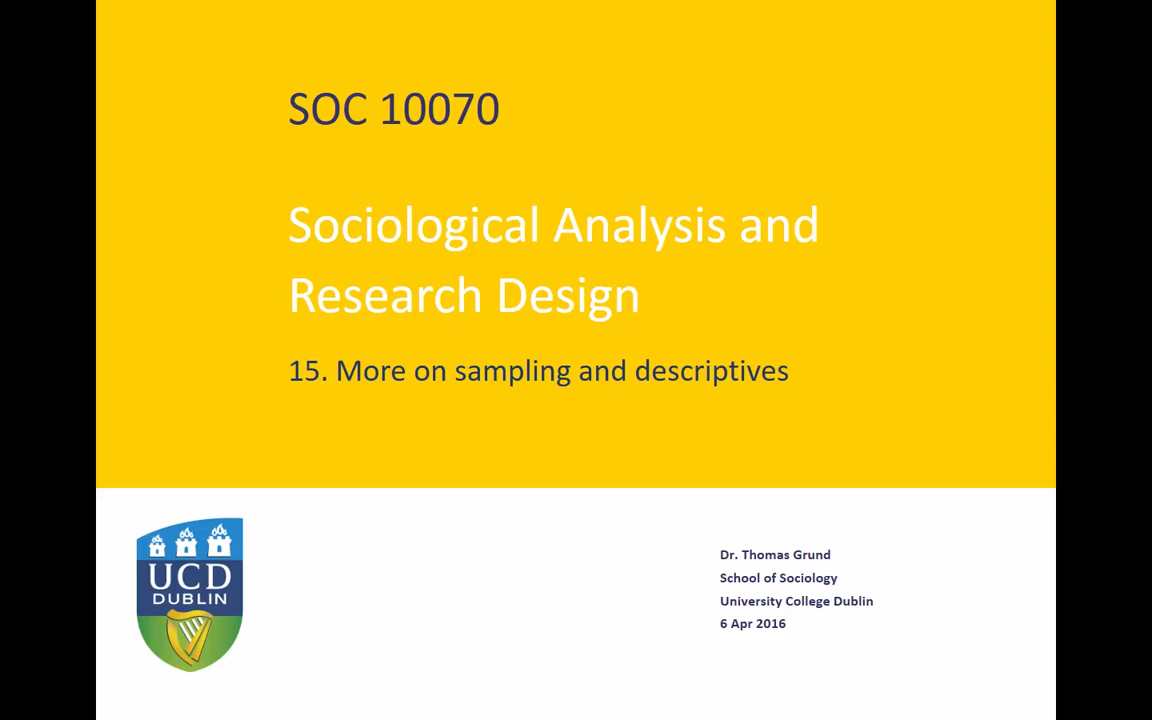 SOC 10070
Sociological Analysis and
Research Design
15. More on sampling and descriptives
UCD
DUBLIN
Dr. Thomas Grund
School of Sociology
University College Dublin
6 Apr 2016